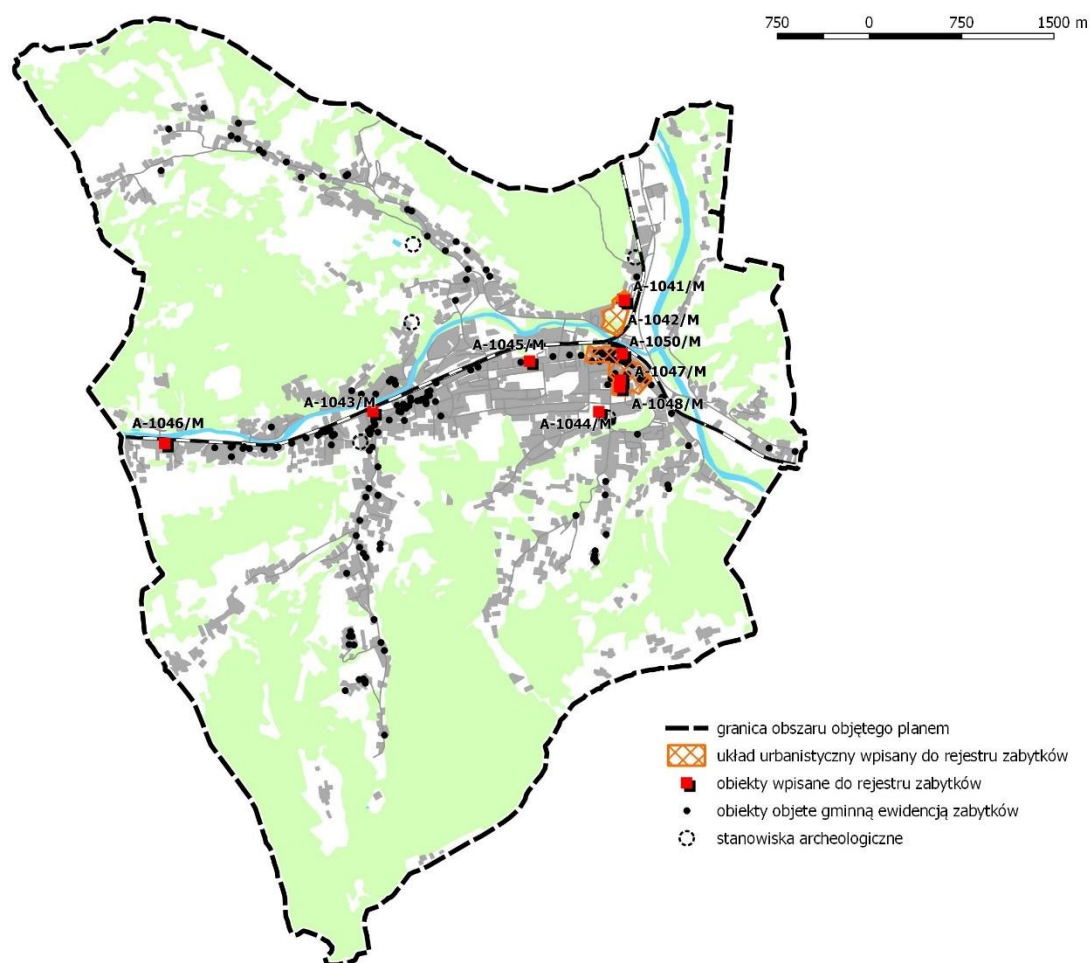 750 0 750 1500 m
A-1041/M
A-1042/M
A-1050/M
A-1045/M
A-1047/M
A-1043/M
A-1048/M
A-1044/M
A-1046/M
granica obszaru objętego planem
układ urbanistyczny wpisany do rejestru zabytków
obiekty wpisane do rejestru zabytków
obiekty objete gminną ewidencją zabytków
stanowiska archeologiczne